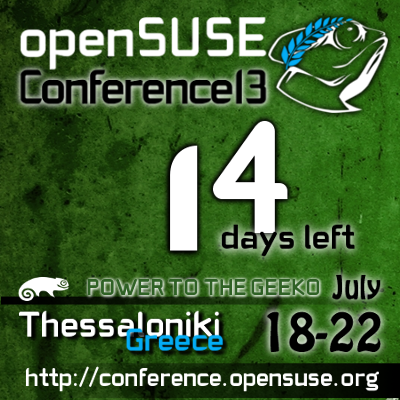 openSUSE
Conference13
14
days left
POWER TO THE GEEKO July
Thessaloniki 18-22
Greece
http://conference.opensuse.org